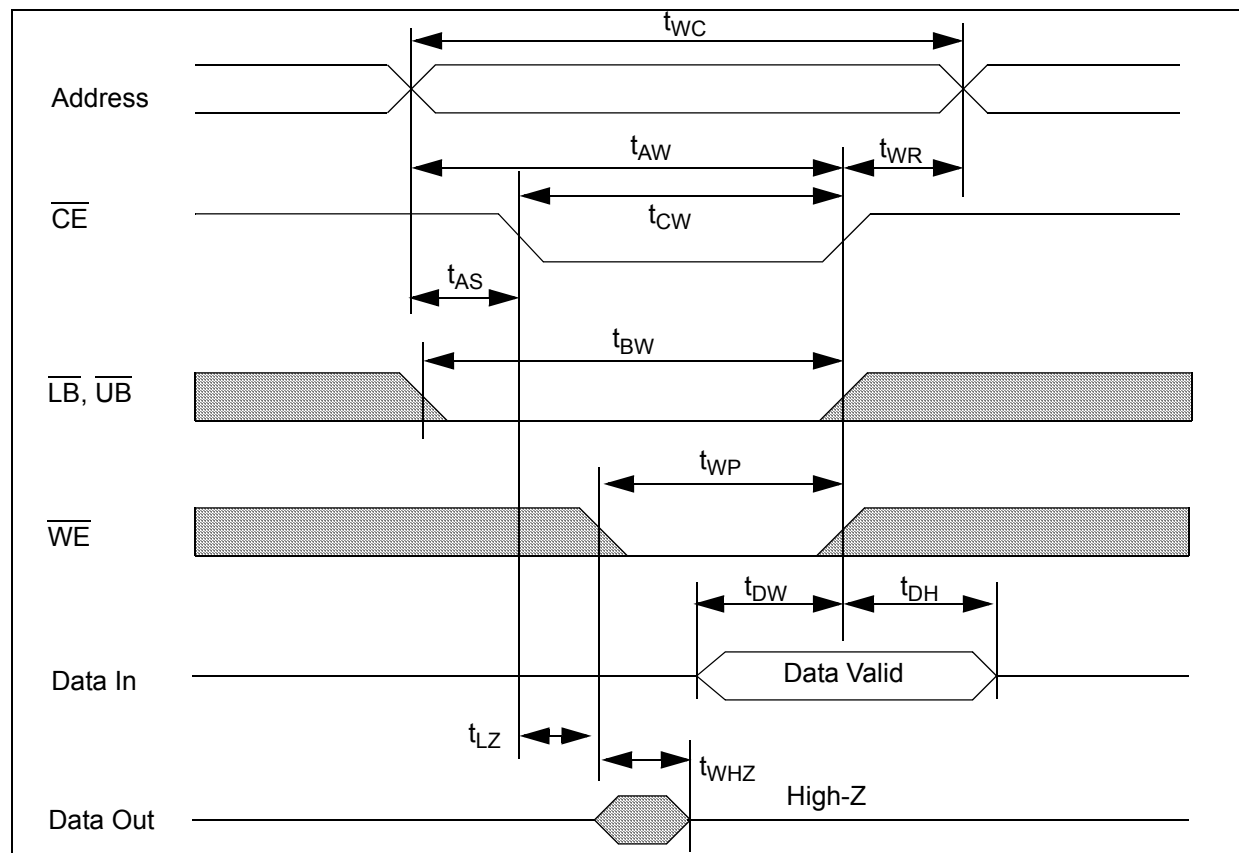 tWC
Address
tAW
tWR
CE
tCW
tAS
tBW
LB, UB
tWP
WE
tDW
tDH
Data In
Data Valid
tLZ
tWHZ
High-Z
Data Out